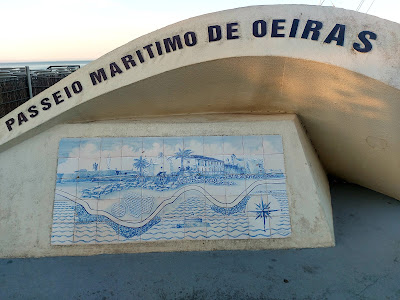 PASSEIO MARITIMO DE OEIRAS